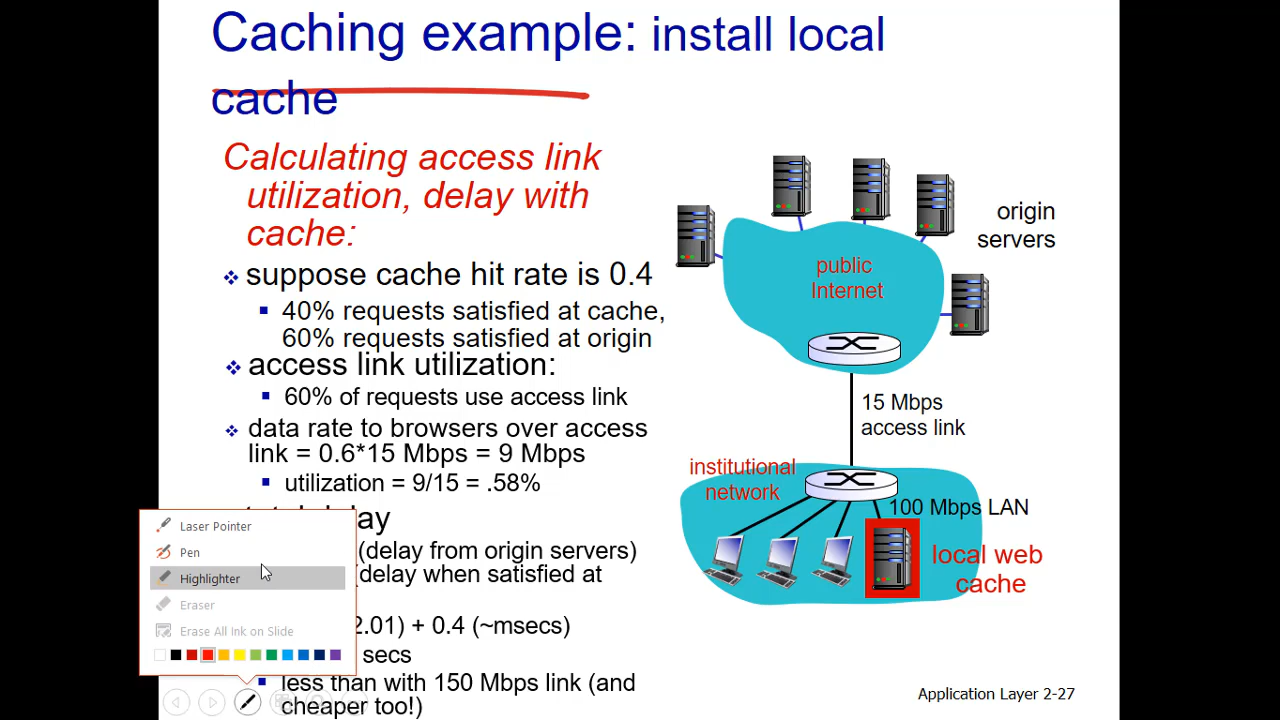 Caching example: install local
cache
Calculating access link
utilization, delay with
cache:
suppose cache hit rate is 0.4
40% requests satisfied at cache,
60% requests satisfied at origin
access link utilization:
60% of requests use access link
data rate to browsers over access
link = 0.6*15 Mbps = 9 Mbps
utilization = 9/15 = .58%
delay
(delay from origin servers)
(delay when satisfied at
2.01) + 0.4 (~msecs)
secs
less than with 150 Mbps link (and
cheaper too!)
Laser Pointer
Pen
Highlighter
Eraser
Erase All Ink on Slide
origin
servers
public
Internet
15 Mbps
access link
institutional
network
100 Mbps LAN
local web
cache
Application Layer 2-27